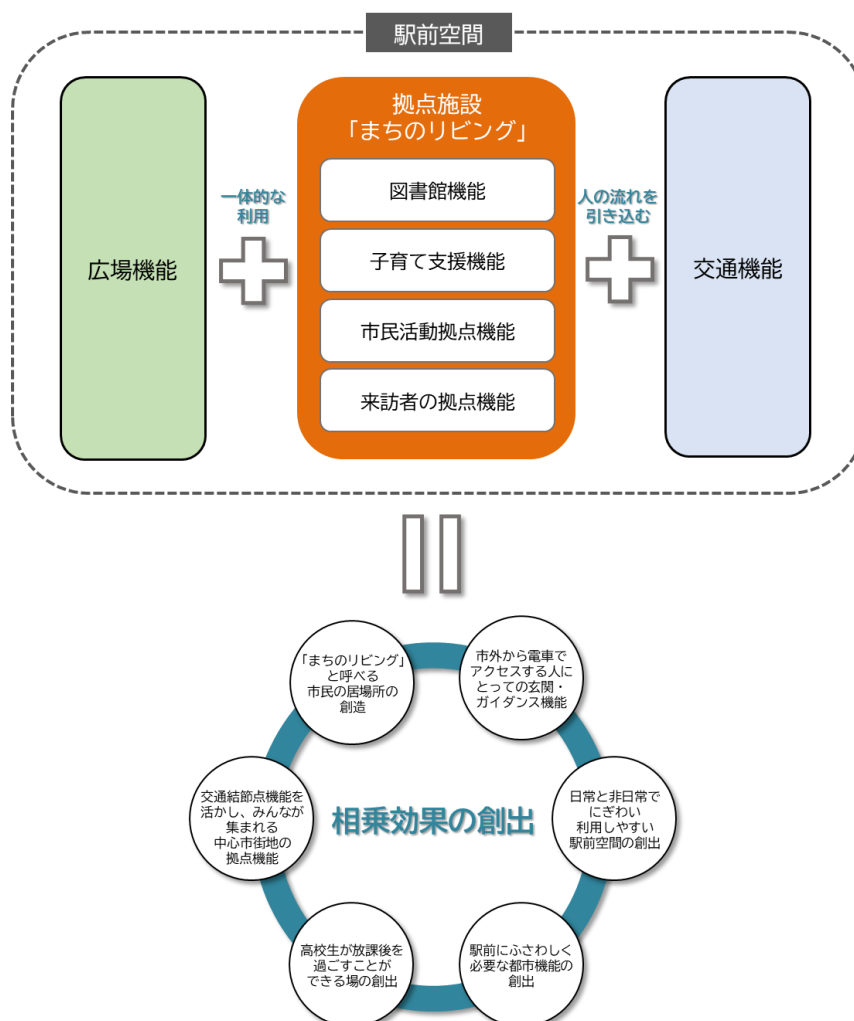 駅前空間
拠点施設
「まちのリビング」
図書館機能
子育て支援機能
市民活動拠点機能
来訪者の拠点機能
広場機能
一体的な
利用
人の流れを
引き込む
交通機能
「まちのリビング」
と呼べる
市民の居場所の
創造
市外から電車で
アクセスする人に
とっての玄関・
ガイダンス機能
交通結節点機能を
活かし、みんなが
集まれる
中心市街地の
拠点機能
相乗効果の創出
日常と非日常で
にぎわい
利用しやすい
駅前空間の創出
高校生が放課後を
過ごすことが
できる場の創出
駅前にふさわしく
必要な都市機能の
創出